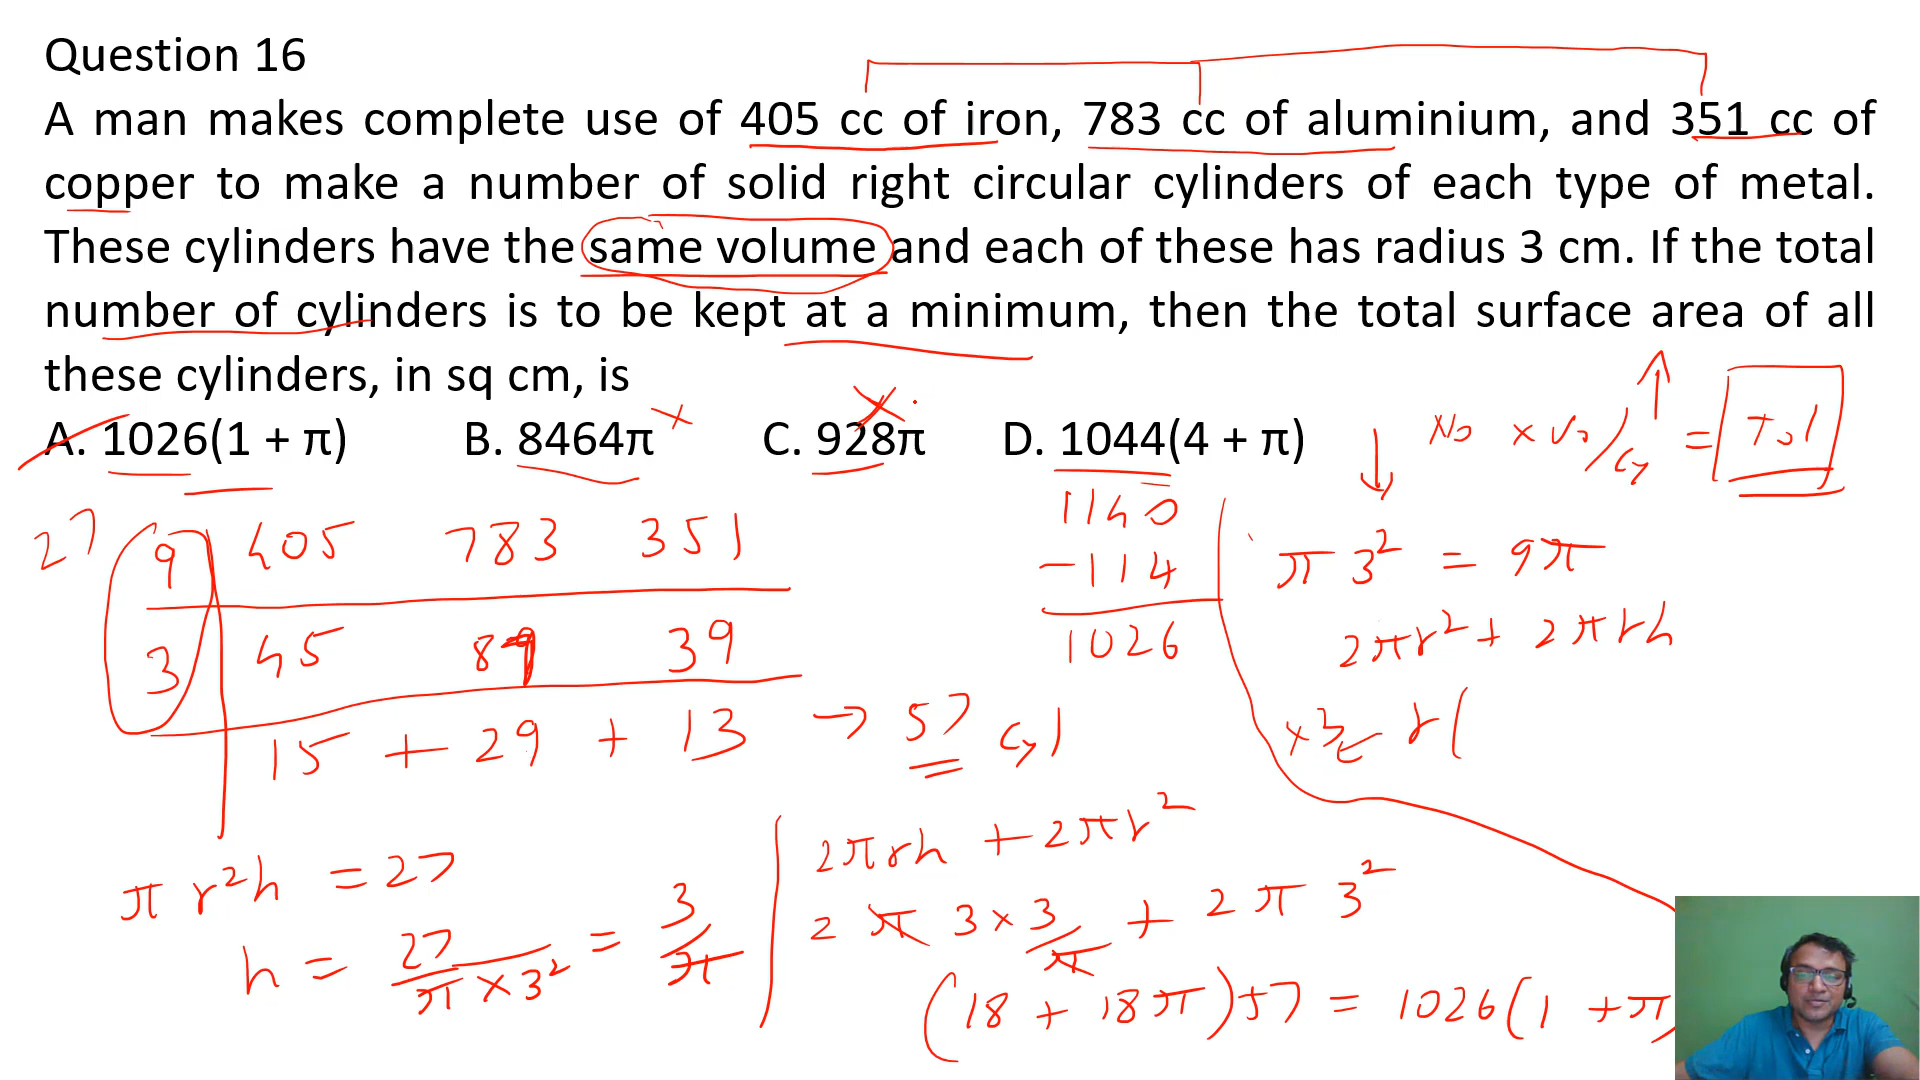 Question 16
A man makes complete use of 405 cc of iron, 783 cc of aluminium, and 351 cc of
copper to make a number of solid right circular cylinders of each type of metal.
These cylinders have the same volume and each of these has radius 3 cm. If the total
number of cylinders is to be kept at a minimum, then the total surface area of all
these cylinders, in sq cm, is
A. 1026(1 + π) B. 8464π C. 928π D. 1044(4 + π)
No × Vo/Cy = Tot
27 9 405 783 351
3 45 39
15 + 29 + 13 → 57 Cyl
1140
-114
1026
π 3² = 9π
2πr² + 2πrh
r(
πr²h = 27
h = 27/π×3² = 3/π
2πrh + 2πr²
2 π 3 × 3/π + 2 π 3²
(18 + 18π)57 = 1026(1 + π